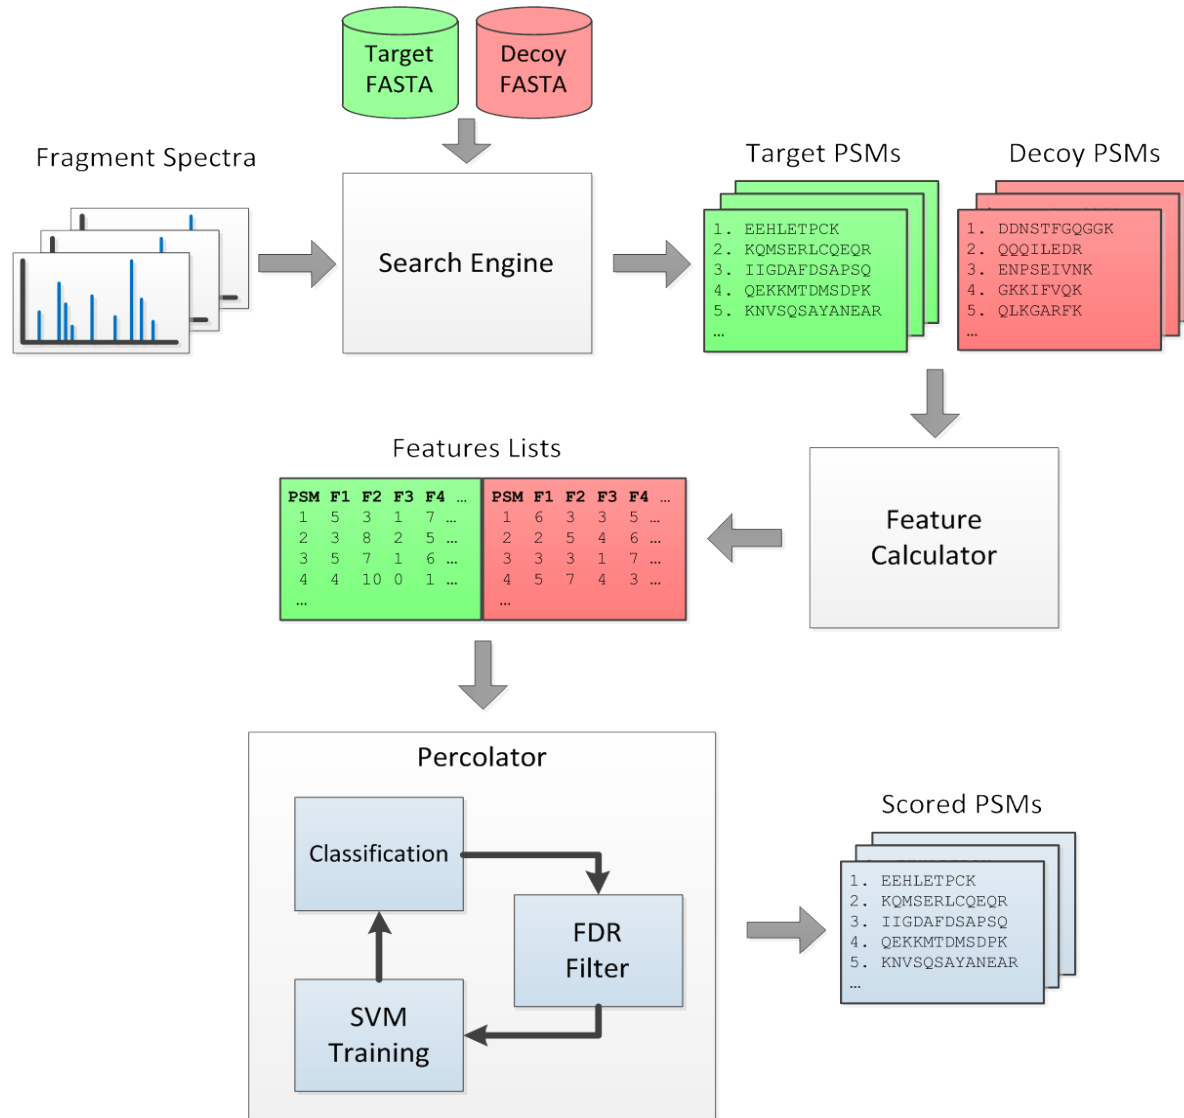 Target
FASTA
Decoy
FASTA
Fragment Spectra
Search Engine
Target PSMs
1. EEHLETPCK
2. KQMSERLCQEQR
3. IIGDAFDSAPSQ
4. QEKKMTDMSDPK
5. KNVSQSAYANEAR
…
Decoy PSMs
1. DDNSTFGQGGK
2. QQQILEDR
3. ENPSEIVNK
4. GKKIFVQK
5. QLKGARFK
…
Feature
Calculator
Features Lists
PSM F1 F2 F3 F4 …
1 5 3 1 7 …
2 3 8 2 5 …
3 5 7 1 6 …
4 4 10 0 1 …
…
PSM F1 F2 F3 F4 …
1 6 3 3 5 …
2 2 5 4 6 …
3 3 3 1 7 …
4 5 7 4 3 …
…
Percolator
Classification
FDR
Filter
SVM
Training
Scored PSMs
1. EEHLETPCK
2. KQMSERLCQEQR
3. IIGDAFDSAPSQ
4. QEKKMTDMSDPK
5. KNVSQSAYANEAR
…